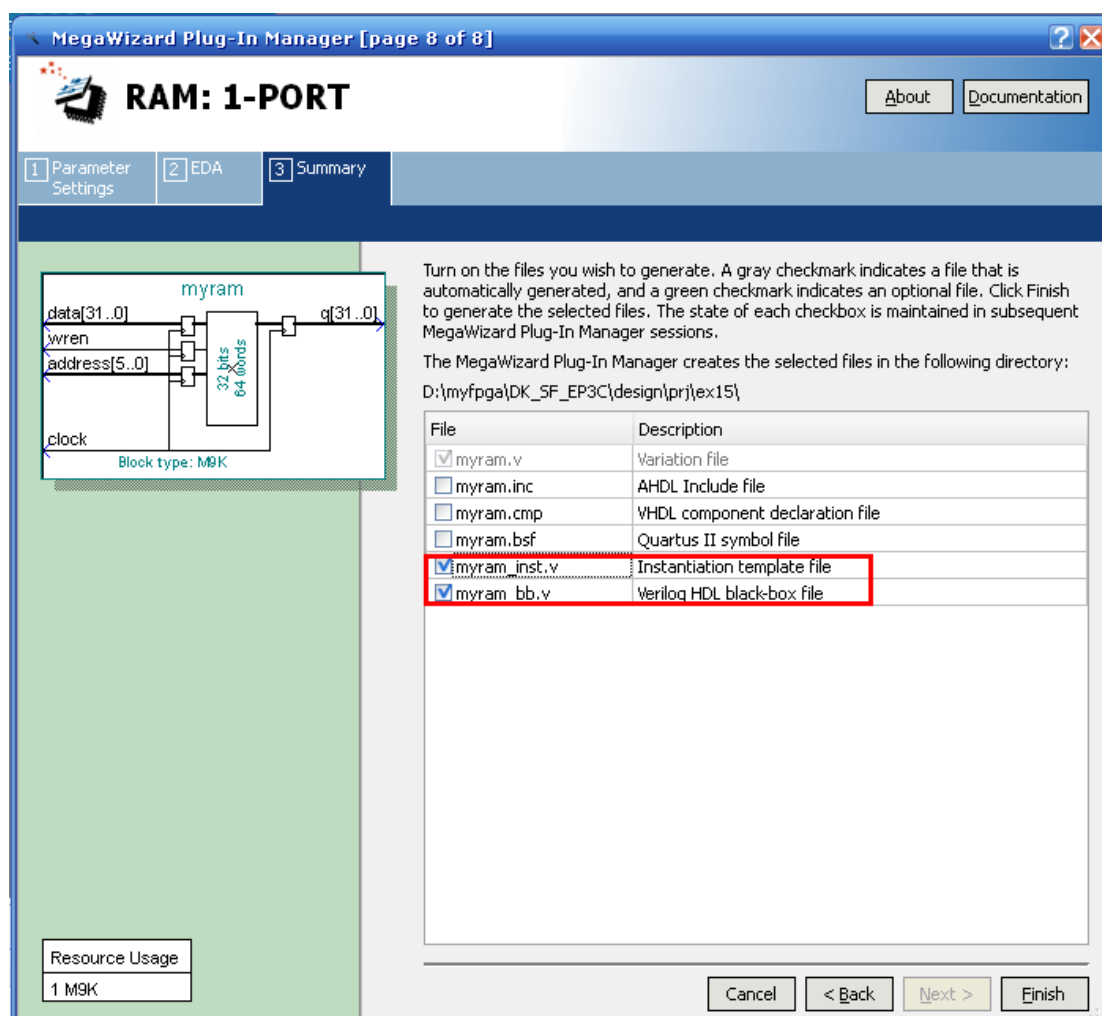 MegaWizard Plug-In Manager [page 8 of 8]
RAM: 1-PORT
About
Documentation
1 Parameter Settings
2 EDA
3 Summary
myram
data[31..0]
q[31..0]
wren
address[5..0]
32 bits
64 words
clock
Block type: M9K
Turn on the files you wish to generate. A gray checkmark indicates a file that is
automatically generated, and a green checkmark indicates an optional file. Click Finish
to generate the selected files. The state of each checkbox is maintained in subsequent
MegaWizard Plug-In Manager sessions.
The MegaWizard Plug-In Manager creates the selected files in the following directory:
D:\myfpga\DK_SF_EP3C\design\prj\ex15\
File Description
myram.v Variation file
myram.inc AHDL Include file
myram.cmp VHDL component declaration file
myram.bsf Quartus II symbol file
myram_inst.v Instantiation template file
myram_bb.v Verilog HDL black-box file
Resource Usage
1 M9K
Cancel
< Back
Next >
Finish